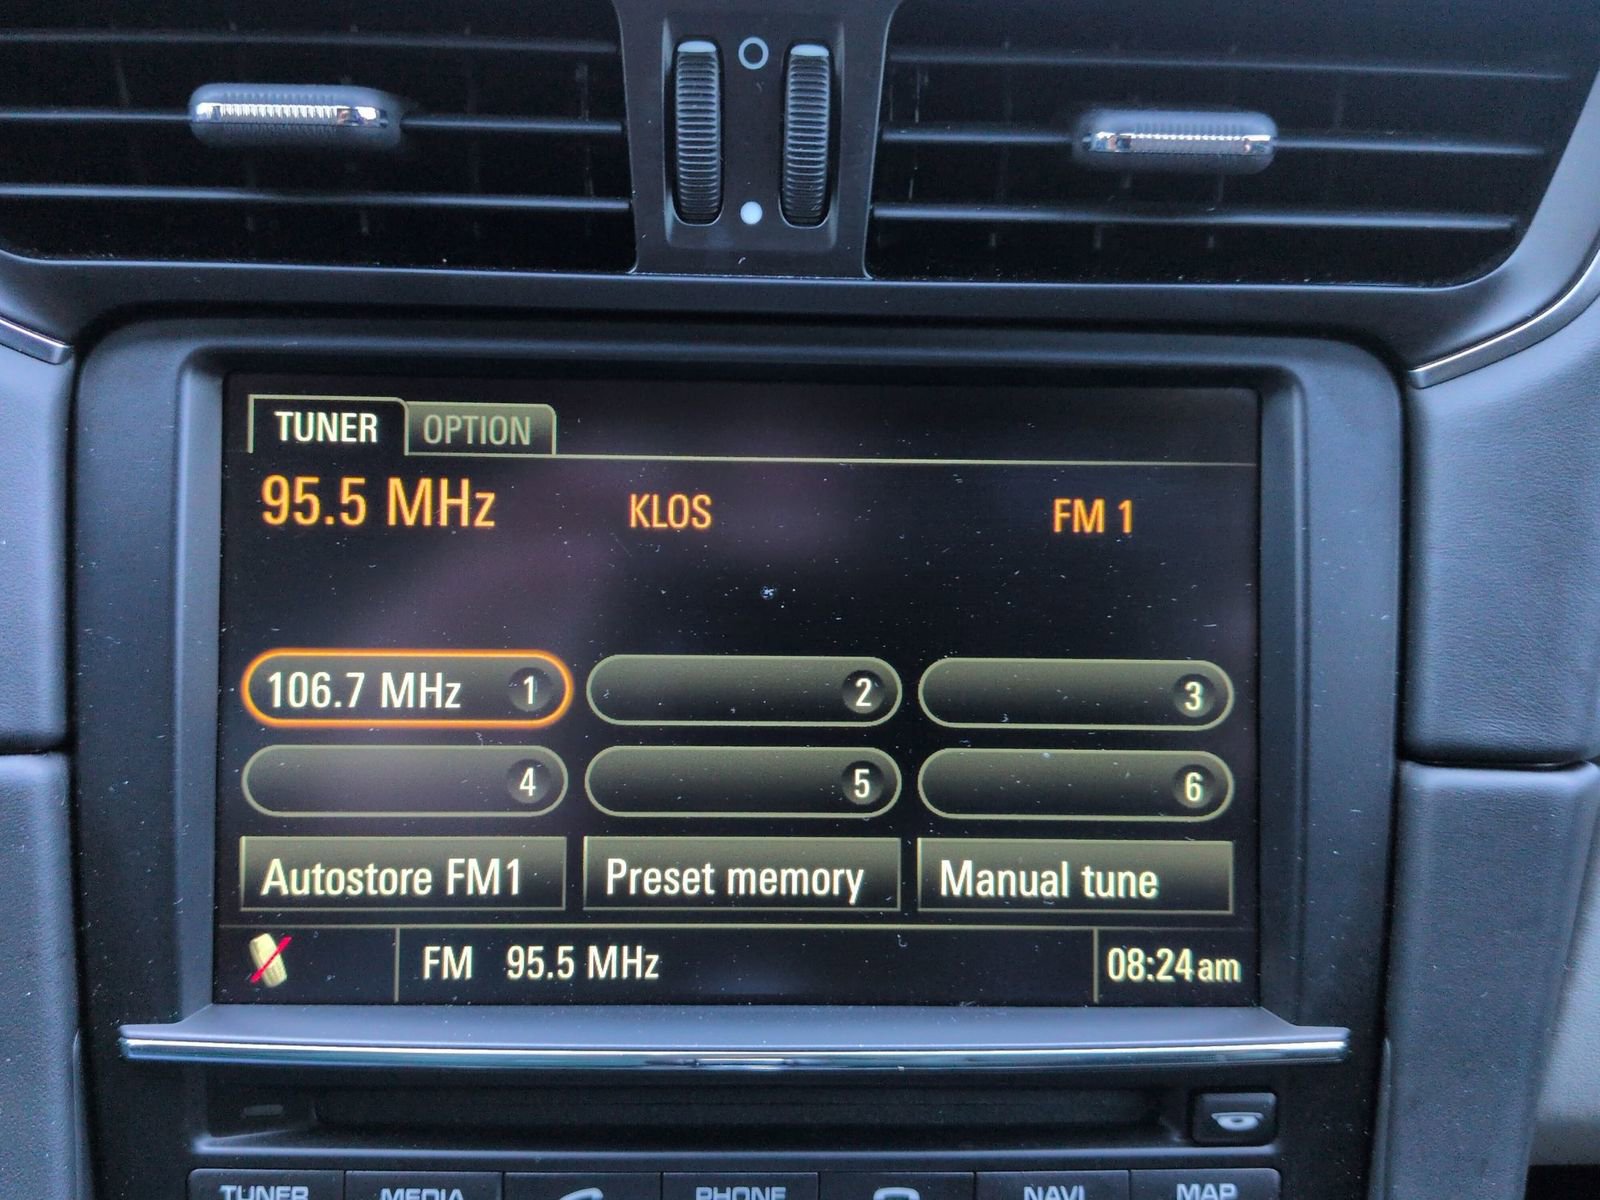 TUNER OPTION
95.5 MHz KLOS FM 1
106.7 MHz 1 2 3
4 5 6
Autostore FM1 Preset memory Manual tune
FM 95.5 MHz 08:24am
TUNER MEDIA PHONE NAVI MAP